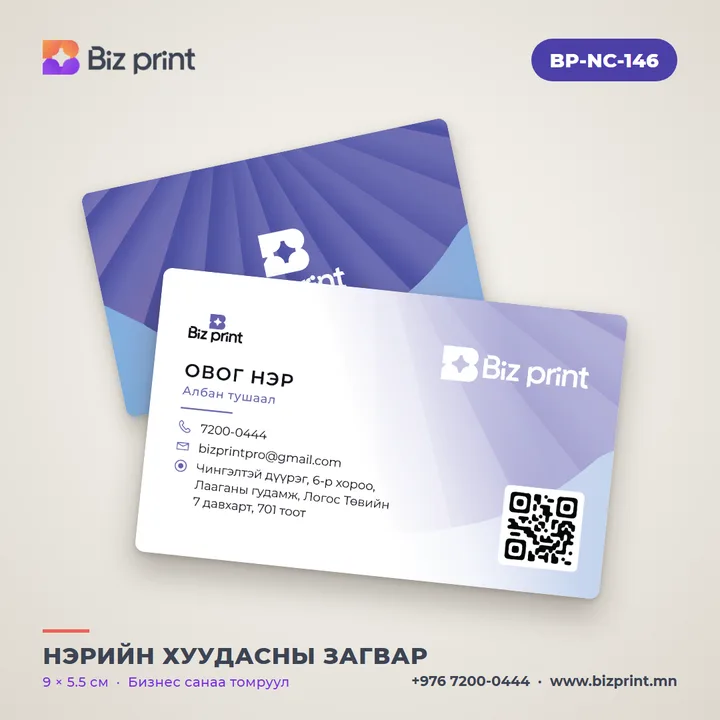 Biz print
BP-NC-146
print
Biz print
ОВОГ НЭР
Албан тушаал
7200-0444
bizprintpro@gmail.com
Чингэлтэй дүүрэг, 6-р хороо,
Лааганы гудамж, Логос Төвийн
7 давхарт, 701 тоот
Biz print
НЭРИЙН ХУУДАСНЫ ЗАГВАР
9 × 5.5 см · Бизнес санаа томруул
+976 7200-0444 · www.bizprint.mn